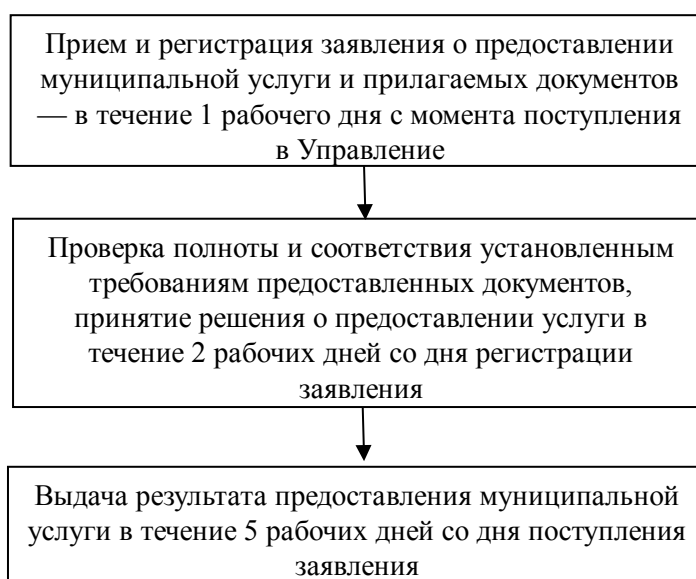 Прием и регистрация заявления о предоставлении
муниципальной услуги и прилагаемых документов
— в течение 1 рабочего дня с момента поступления
в Управление
Проверка полноты и соответствия установленным
требованиям предоставленных документов,
принятие решения о предоставлении услуги в
течение 2 рабочих дней со дня регистрации
заявления
Выдача результата предоставления муниципальной
услуги в течение 5 рабочих дней со дня поступления
заявления